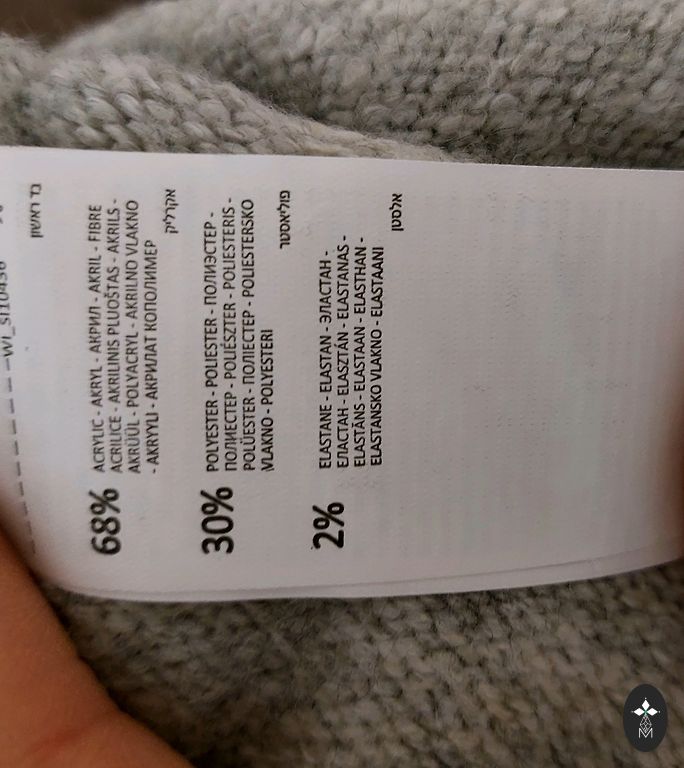 בד ראשון
68% ACRYLIC - AKRYL - АКРИЛ - AKRIL - FIBRE
ACRILICE - AKRILINIS PLUOŠTAS - AKRILS -
AKRÜÜL - POLYACRYL - AKRILNO VLAKNO
- AKRYYLI - АКРИЛАТ КОПОЛИМЕР
אקריליק
30% POLYESTER - POLIESTER - ПОЛИЭСТЕР -
ПОЛИЕСТЕР - POLIÉSZTER - POLIESTERIS -
POLÜESTER - ПОЛІЕСТЕР - POLIESTERSKO
VLAKNO - POLYESTERI
פוליאסטר
2% ELASTANE - ELASTAN - ЭЛАСТАН -
ЕЛАСТАН - ELASZTÁN - ELASTANAS -
ELASTĀNS - ELASTAAN - ELASTHAN -
ELASTANSKO VLAKNO - ELASTAANI
אלסטן
M